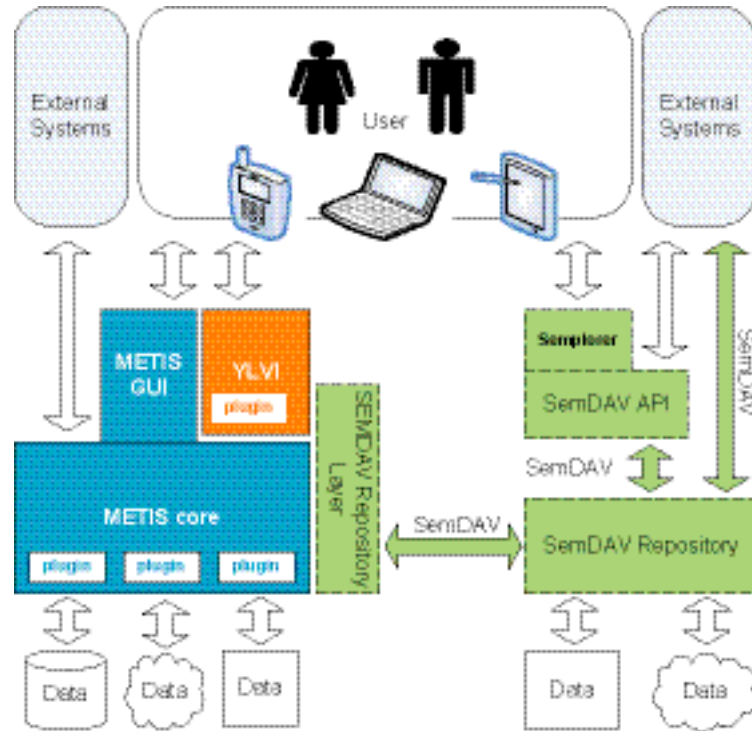 External
Systems
User
External
Systems
METIS
GUI
YLVI
plugin
SEMDAV Repository
Layer
Semplorer
SemDAV API
SemDAV
SemDAV
METIS core
plugin
plugin
plugin
SemDAV
SemDAV Repository
Data
Data
Data
Data
Data